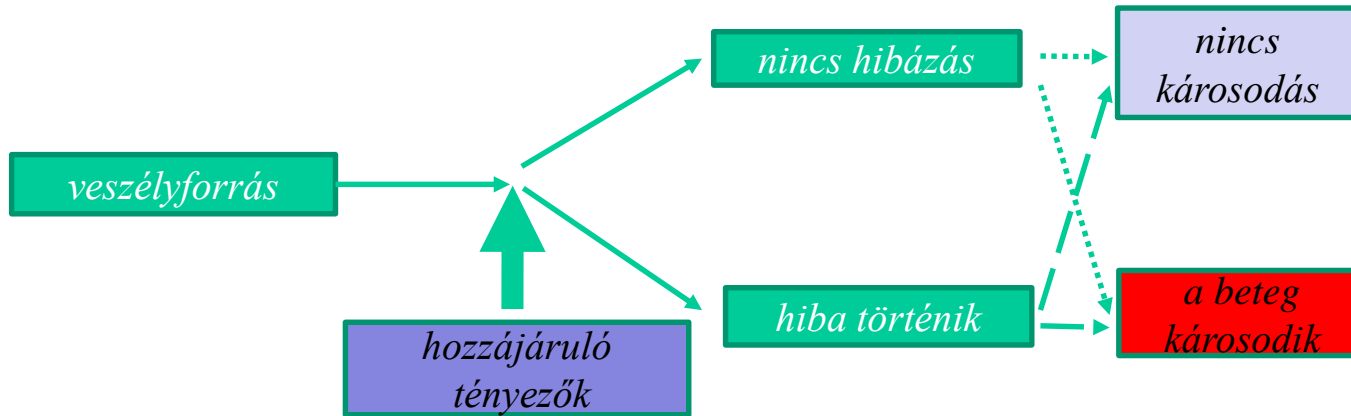 veszélyforrás
hozzájáruló
tényezők
nincs hibázás
hiba történik
nincs
károsodás
a beteg
károsodik